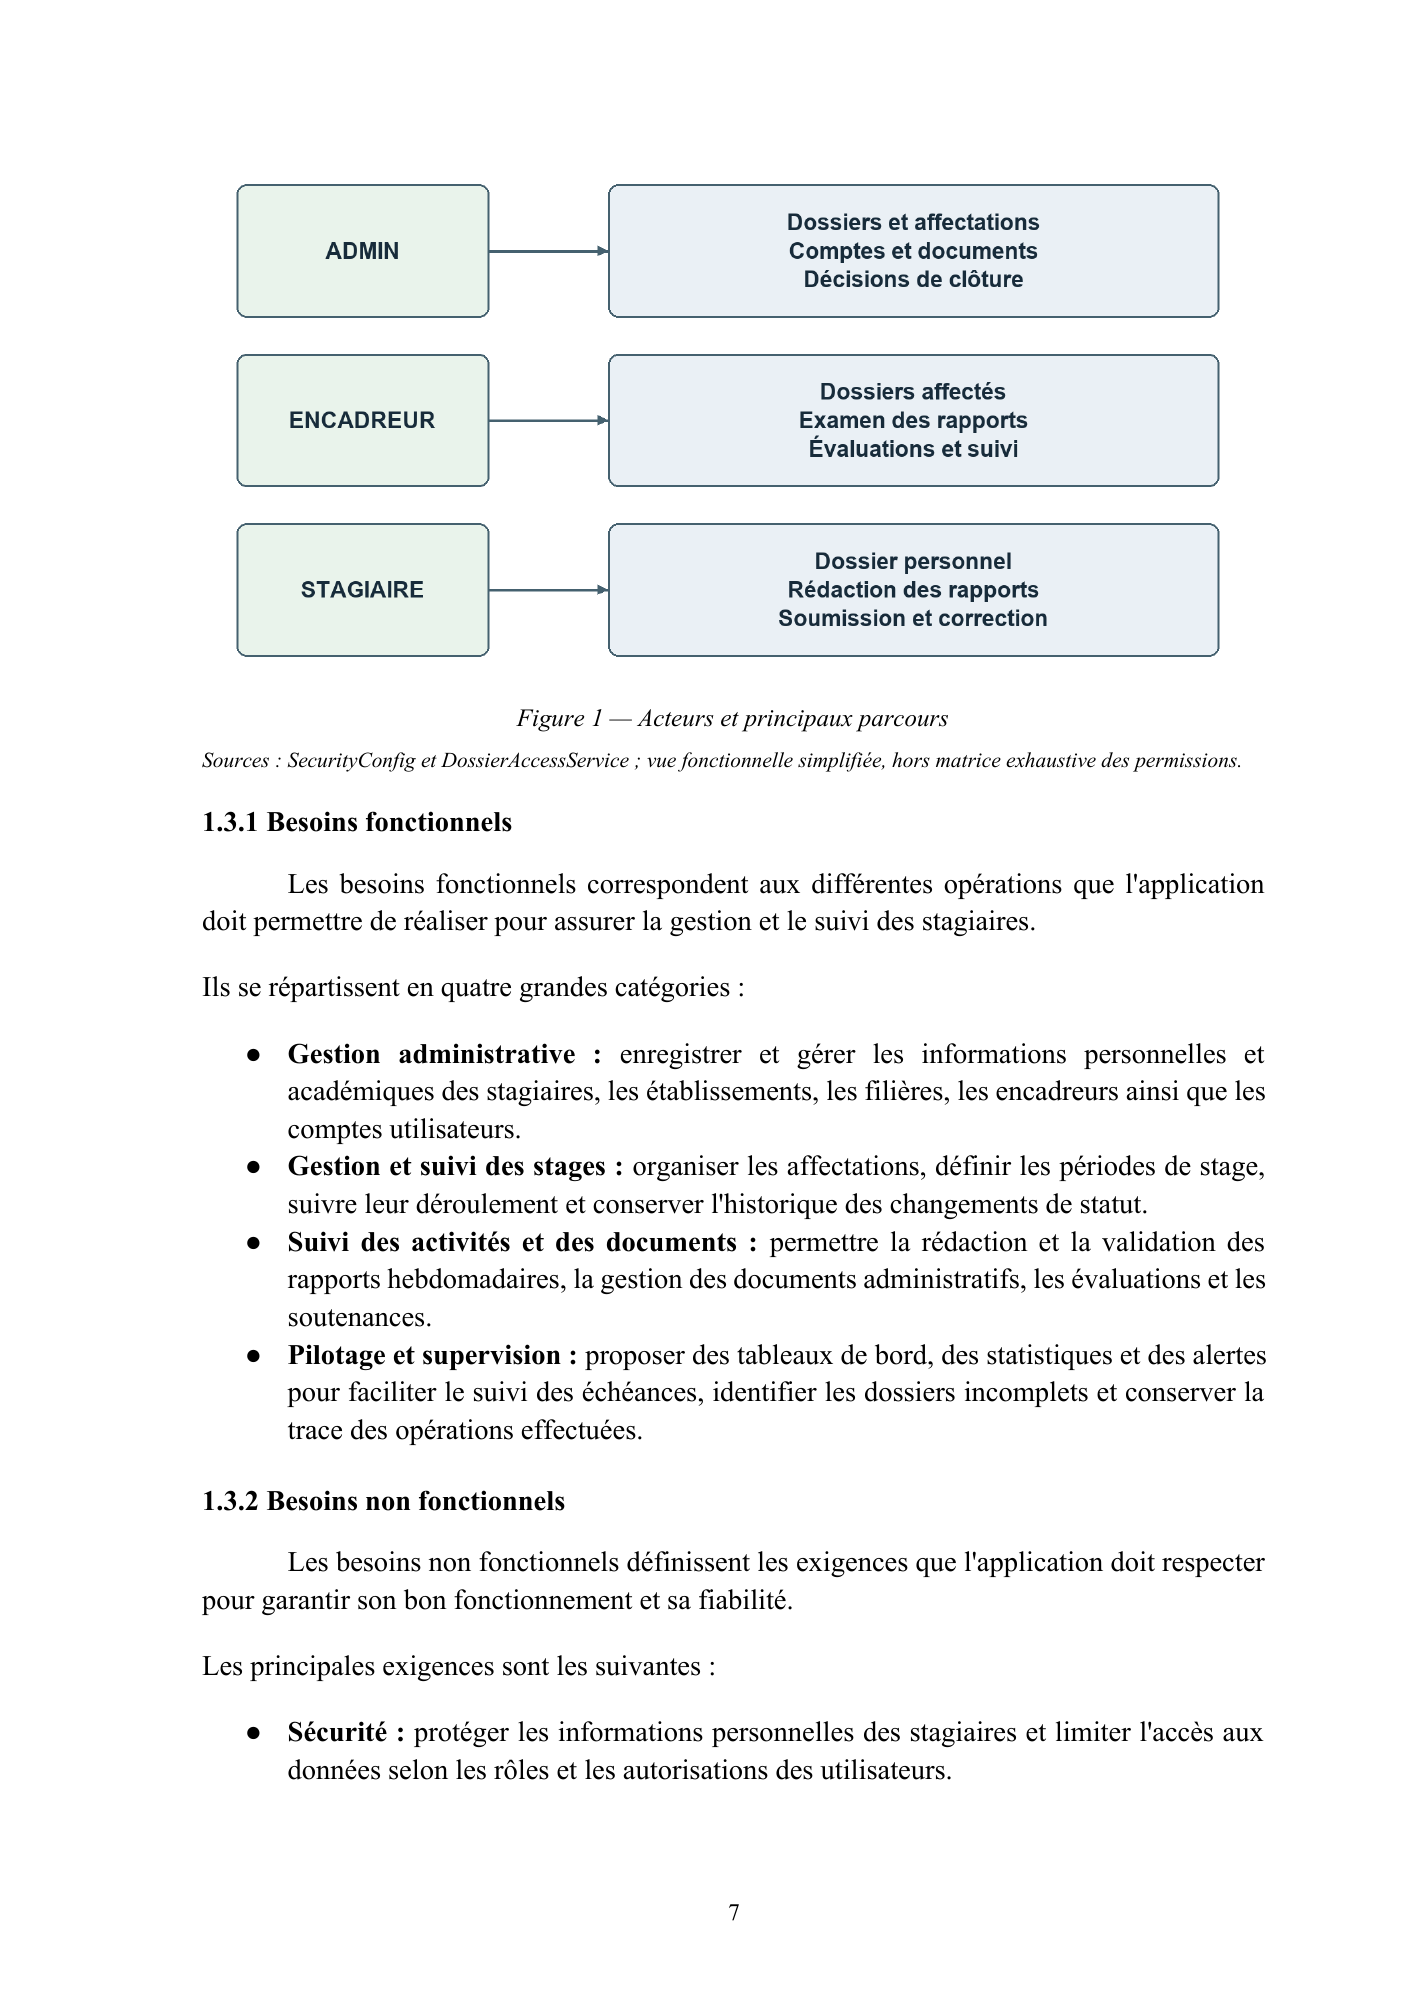 ADMIN
Dossiers et affectations
Comptes et documents
Décisions de clôture
ENCADREUR
Dossiers affectés
Examen des rapports
Évaluations et suivi
STAGIAIRE
Dossier personnel
Rédaction des rapports
Soumission et correction
Figure 1 — Acteurs et principaux parcours
Sources : SecurityConfig et DossierAccessService ; vue fonctionnelle simplifiée, hors matrice exhaustive des permissions.
1.3.1 Besoins fonctionnels
Les besoins fonctionnels correspondent aux différentes opérations que l'application
doit permettre de réaliser pour assurer la gestion et le suivi des stagiaires.
Ils se répartissent en quatre grandes catégories :
● Gestion administrative : enregistrer et gérer les informations personnelles et
académiques des stagiaires, les établissements, les filières, les encadreurs ainsi que les
comptes utilisateurs.
● Gestion et suivi des stages : organiser les affectations, définir les périodes de stage,
suivre leur déroulement et conserver l'historique des changements de statut.
● Suivi des activités et des documents : permettre la rédaction et la validation des
rapports hebdomadaires, la gestion des documents administratifs, les évaluations et les
soutenances.
● Pilotage et supervision : proposer des tableaux de bord, des statistiques et des alertes
pour faciliter le suivi des échéances, identifier les dossiers incomplets et conserver la
trace des opérations effectuées.
1.3.2 Besoins non fonctionnels
Les besoins non fonctionnels définissent les exigences que l'application doit respecter
pour garantir son bon fonctionnement et sa fiabilité.
Les principales exigences sont les suivantes :
● Sécurité : protéger les informations personnelles des stagiaires et limiter l'accès aux
données selon les rôles et les autorisations des utilisateurs.
7